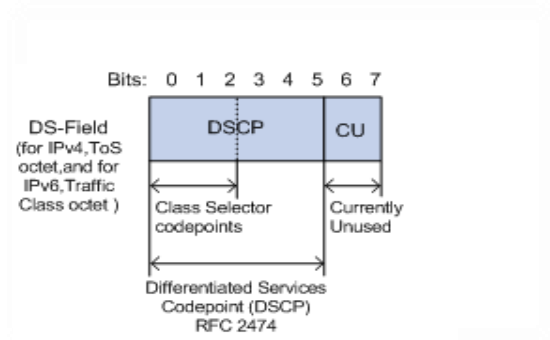 Bits: 0 1 2 3 4 5 6 7
DS-Field
(for IPv4,ToS
octet,and for
IPv6,Traffic
Class octet )
DSCP
CU
Class Selector
codepoints
Currently
Unused
Differentiated Services
Codepoint (DSCP)
RFC 2474